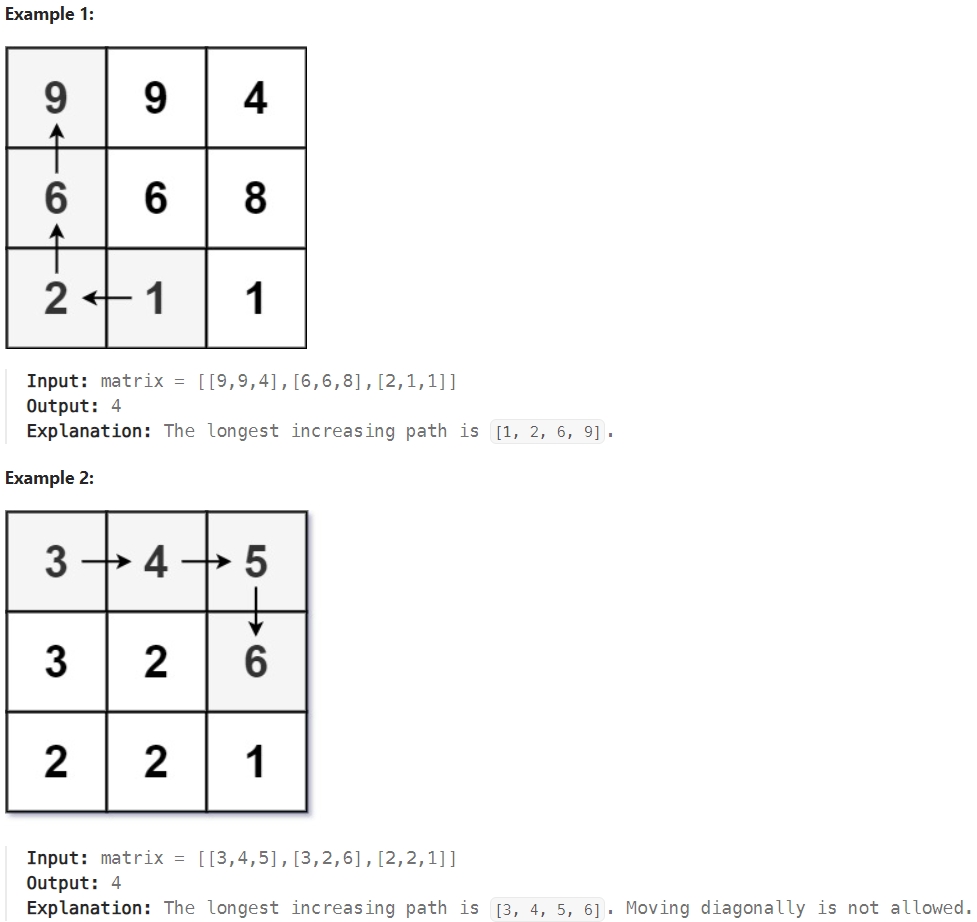 Example 1:
9 9 4
6 6 8
2 1 1
Input: matrix = [[9,9,4],[6,6,8],[2,1,1]]
Output: 4
Explanation: The longest increasing path is [1, 2, 6, 9].
Example 2:
3 4 5
3 2 6
2 2 1
Input: matrix = [[3,4,5],[3,2,6],[2,2,1]]
Output: 4
Explanation: The longest increasing path is [3, 4, 5, 6]. Moving diagonally is not allowed.